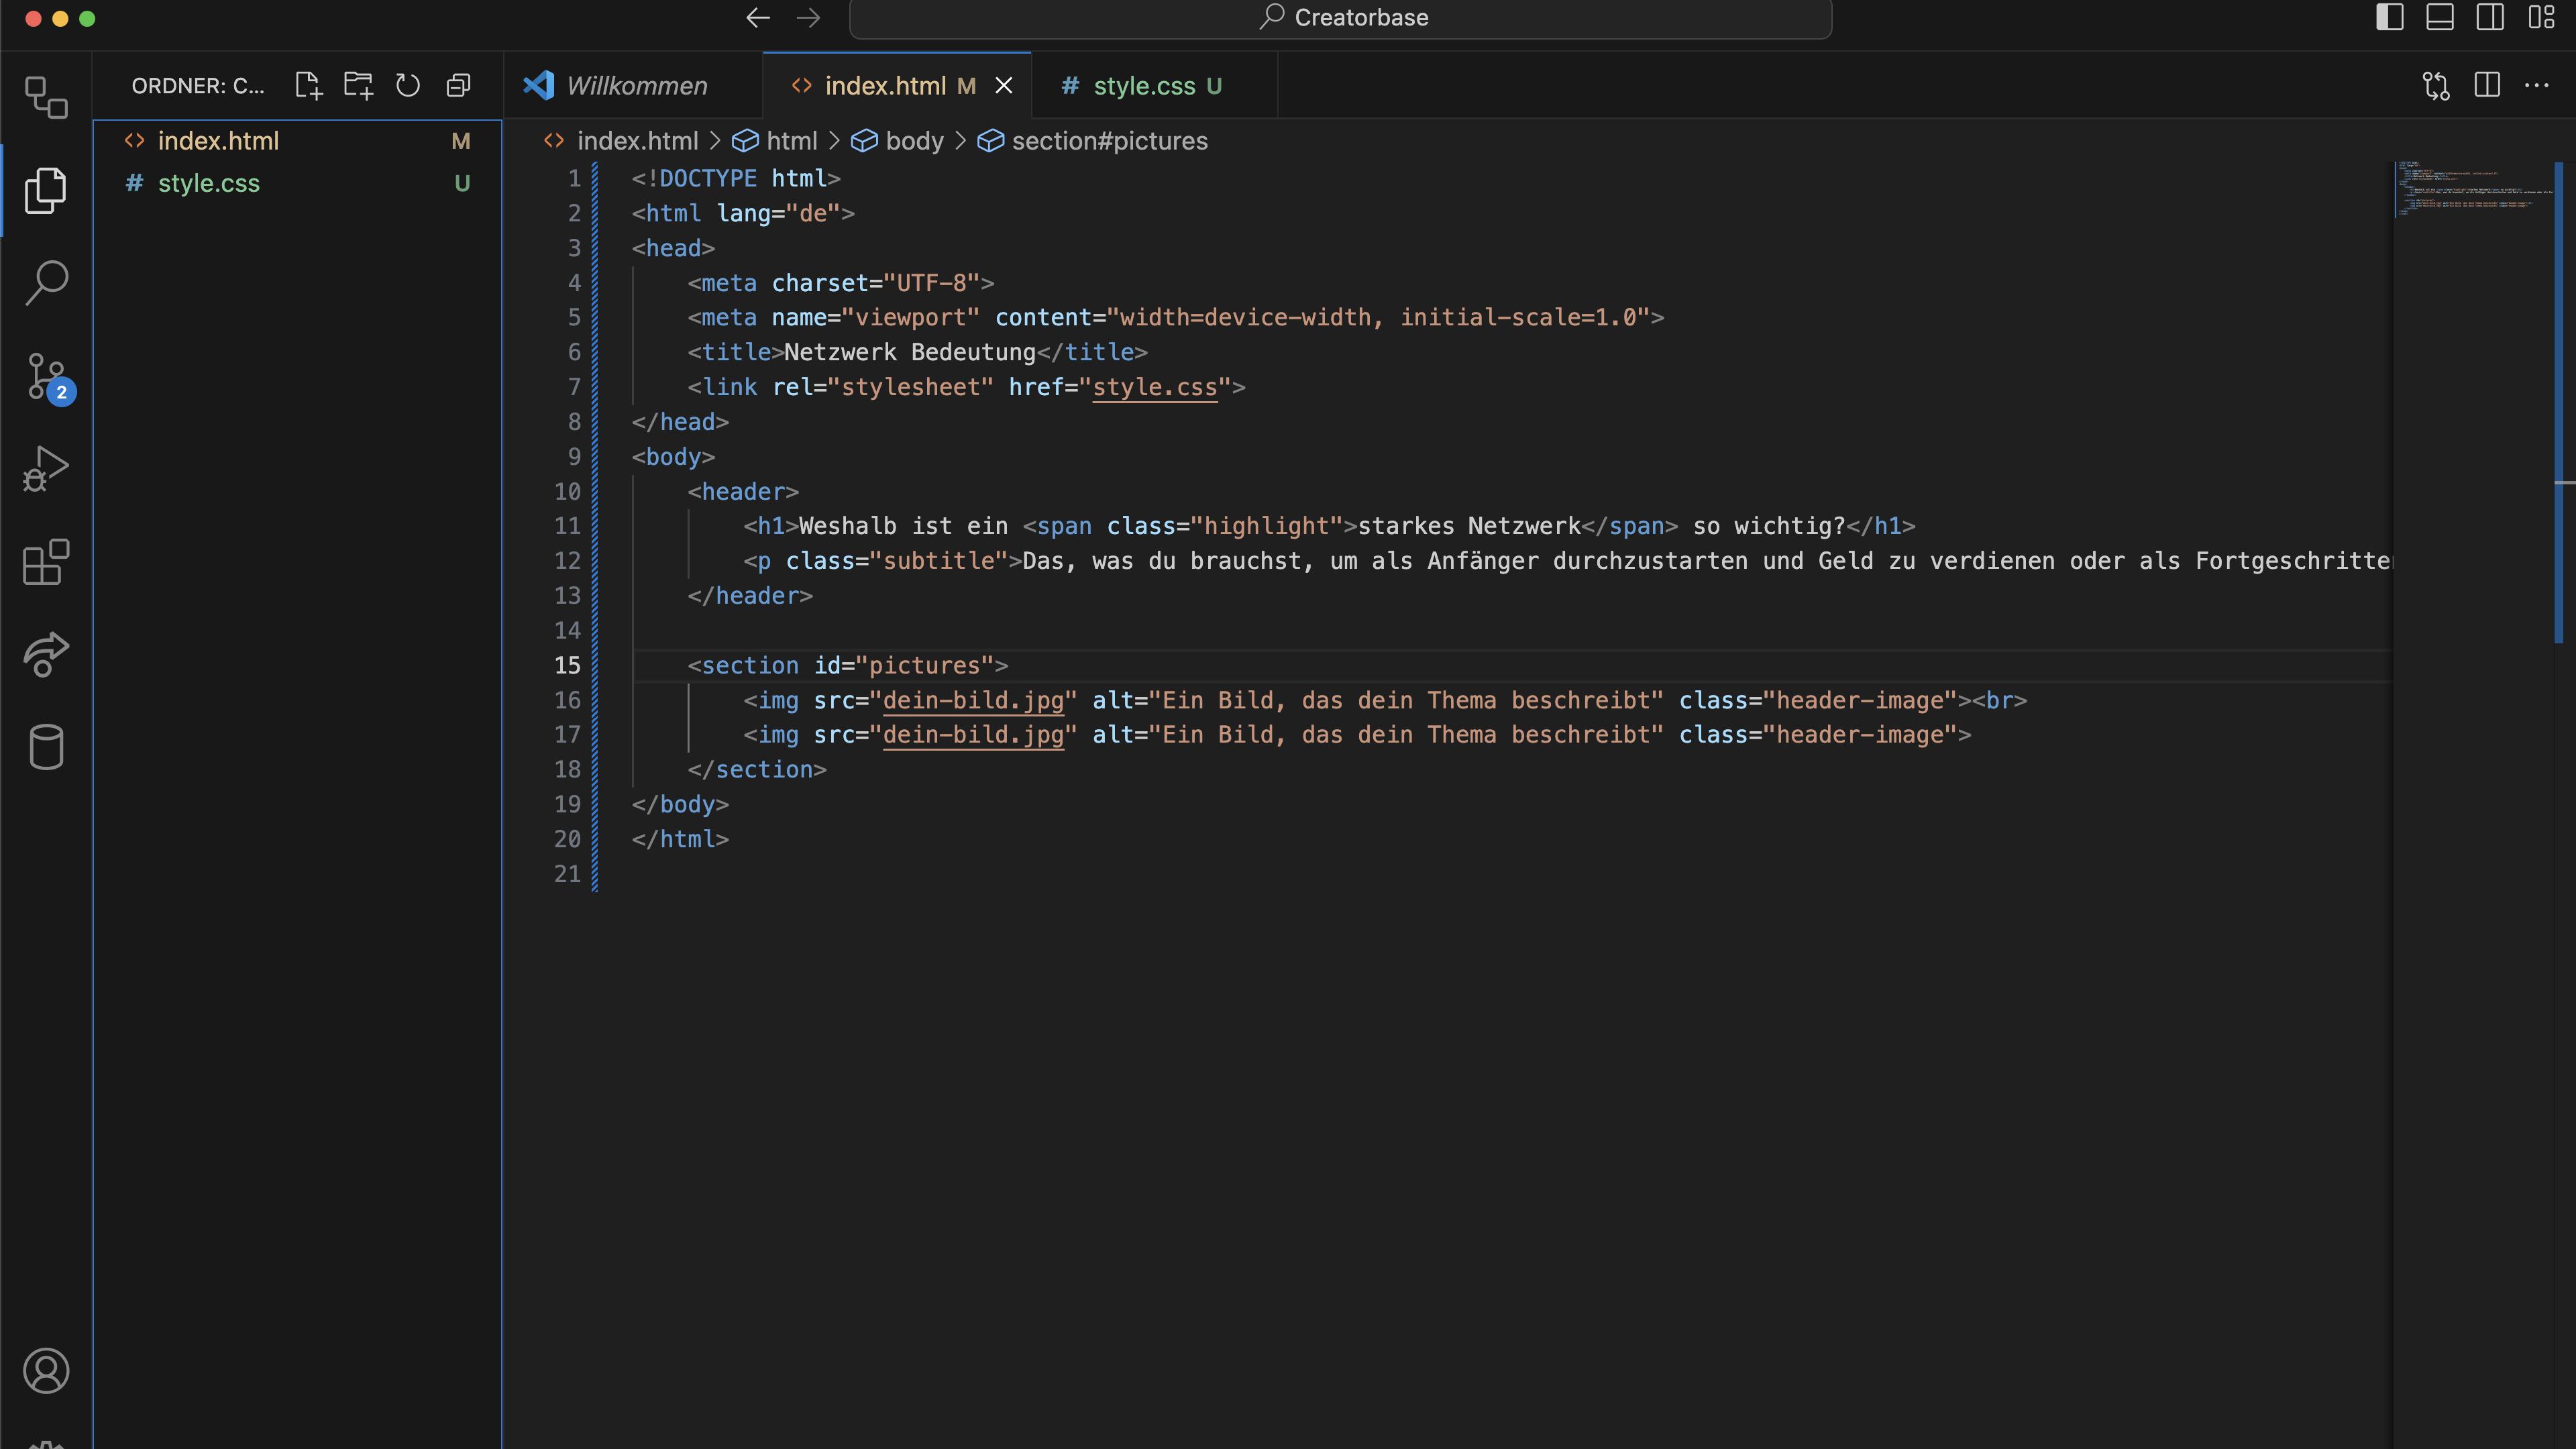 Creatorbase
ORDNER: C...
Willkommen
index.html M
# style.css U
index.html M
# style.css U
index.html > html > body > section#pictures
1 <!DOCTYPE html>
2 <html lang="de">
3 <head>
4 <meta charset="UTF-8">
5 <meta name="viewport" content="width=device-width, initial-scale=1.0">
6 <title>Netzwerk Bedeutung</title>
7 <link rel="stylesheet" href="style.css">
8 </head>
9 <body>
10 <header>
11 <h1>Weshalb ist ein <span class="highlight">starkes Netzwerk</span> so wichtig?</h1>
12 <p class="subtitle">Das, was du brauchst, um als Anfänger durchzustarten und Geld zu verdienen oder als Fortgeschritten
13 </header>
14
15 <section id="pictures">
16 <img src="dein-bild.jpg" alt="Ein Bild, das dein Thema beschreibt" class="header-image"><br>
17 <img src="dein-bild.jpg" alt="Ein Bild, das dein Thema beschreibt" class="header-image">
18 </section>
19 </body>
20 </html>
21
2